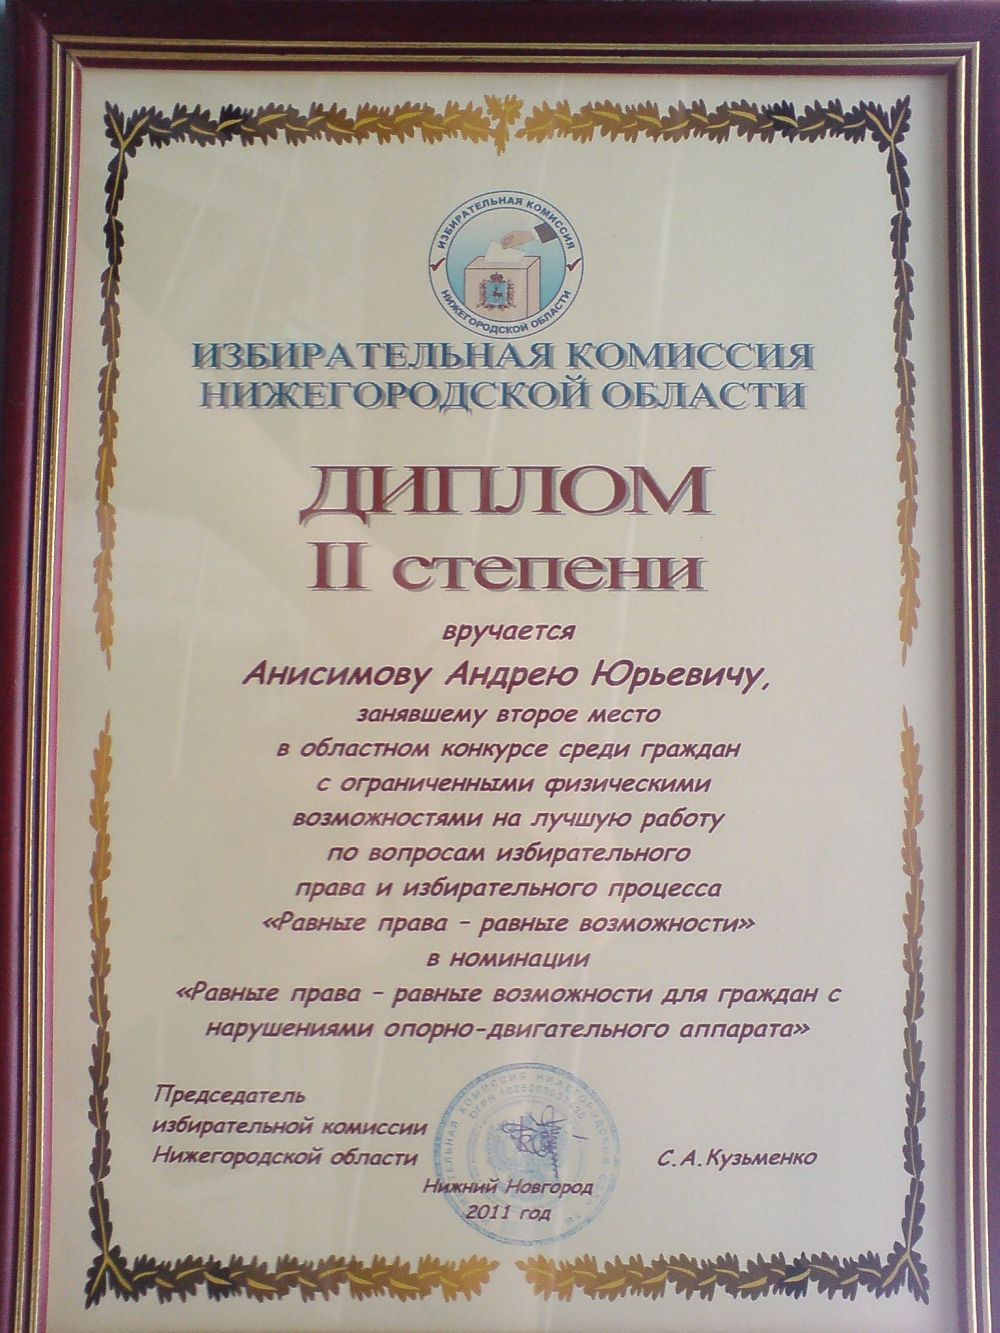 ИЗБИРАТЕЛЬНАЯ КОМИССИЯ
НИЖЕГОРОДСКОЙ ОБЛАСТИ
ИЗБИРАТЕЛЬНАЯ КОМИССИЯ
НИЖЕГОРОДСКОЙ ОБЛАСТИ
ДИПЛОМ
II степени
вручается
Анисимову Андрею Юрьевичу,
занявшему второе место
в областном конкурсе среди граждан
с ограниченными физическими
возможностями на лучшую работу
по вопросам избирательного
права и избирательного процесса
«Равные права – равные возможности»
в номинации
«Равные права – равные возможности для граждан с
нарушениями опорно-двигательного аппарата»
Председатель
избирательной комиссии
Нижегородской области
С.А.Кузьменко
Нижний Новгород
2011 год